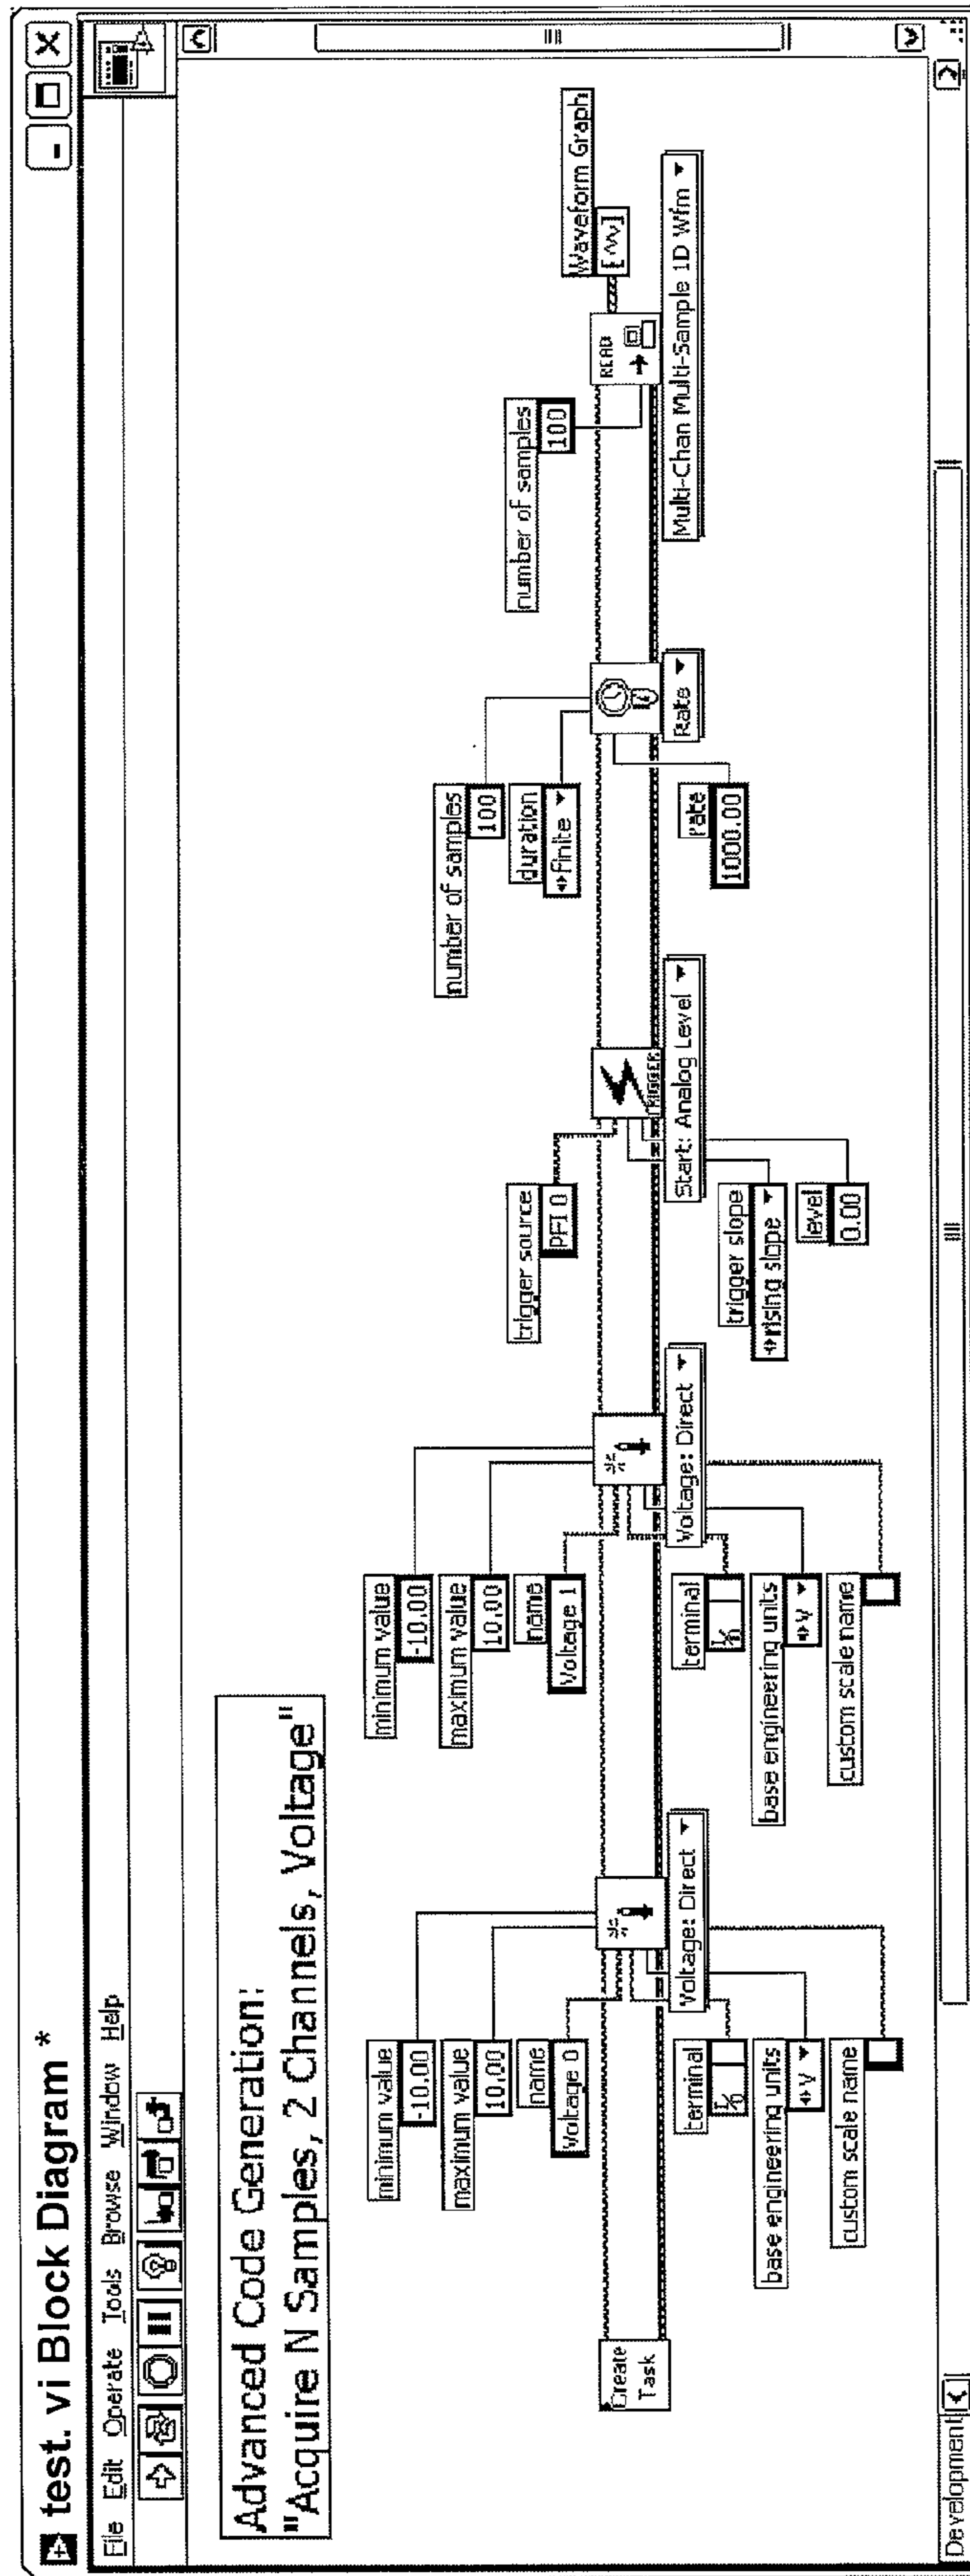 test. vi Block Diagram *
File Edit Operate Tools Browse Window Help
Advanced Code Generation:
"Acquire N Samples, 2 Channels, Voltage"
minimum value
-10.00
maximum value
10.00
name
Voltage 0
Create
Task
Voltage: Direct
terminal
I/O
base engineering units
V
custom scale name
minimum value
-10.00
maximum value
10.00
name
Voltage 1
Voltage: Direct
terminal
I/O
base engineering units
V
custom scale name
trigger source
PFI 0
TRIGGER
Start: Analog Level
trigger slope
rising slope
level
0.00
number of samples
100
duration
finite
Rate
rate
1000.00
number of samples
100
READ
Waveform Graph
Multi-Chan Multi-Sample 1D Wfm
Development